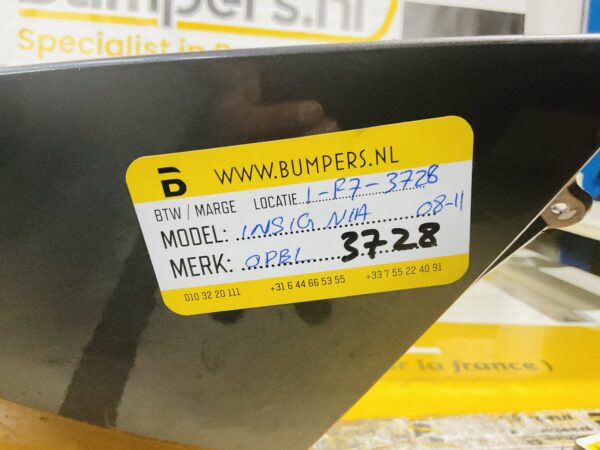 Bumpers.nl
Specialist in B
B WWW.BUMPERS.NL
BTW / MARGE LOCATIE 1-R7-3728
MODEL: INSIGNIA 08-11
MERK: OPEL 3728
010 32 20 111 +31 6 44 66 53 55 +33 7 55 22 40 91
r la france )